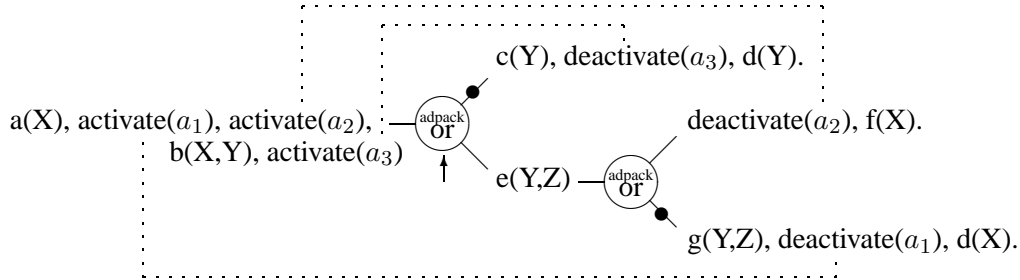 c(Y), deactivate(a₃), d(Y).
a(X), activate(a₁), activate(a₂),
b(X,Y), activate(a₃)
adpack
or
deactivate(a₂), f(X).
e(Y,Z)
adpack
or
g(Y,Z), deactivate(a₁), d(X).